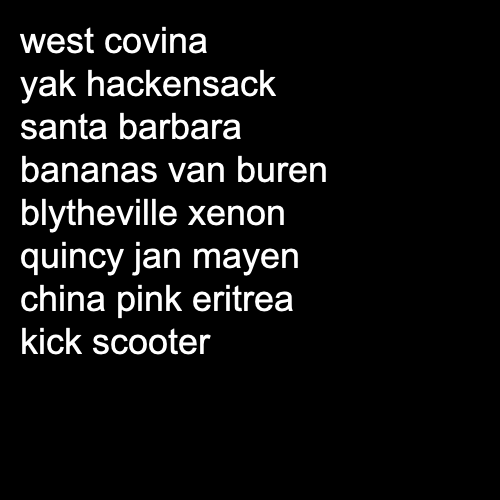 west covina
yak hackensack
santa barbara
bananas van buren
blytheville xenon
quincy jan mayen
china pink eritrea
kick scooter